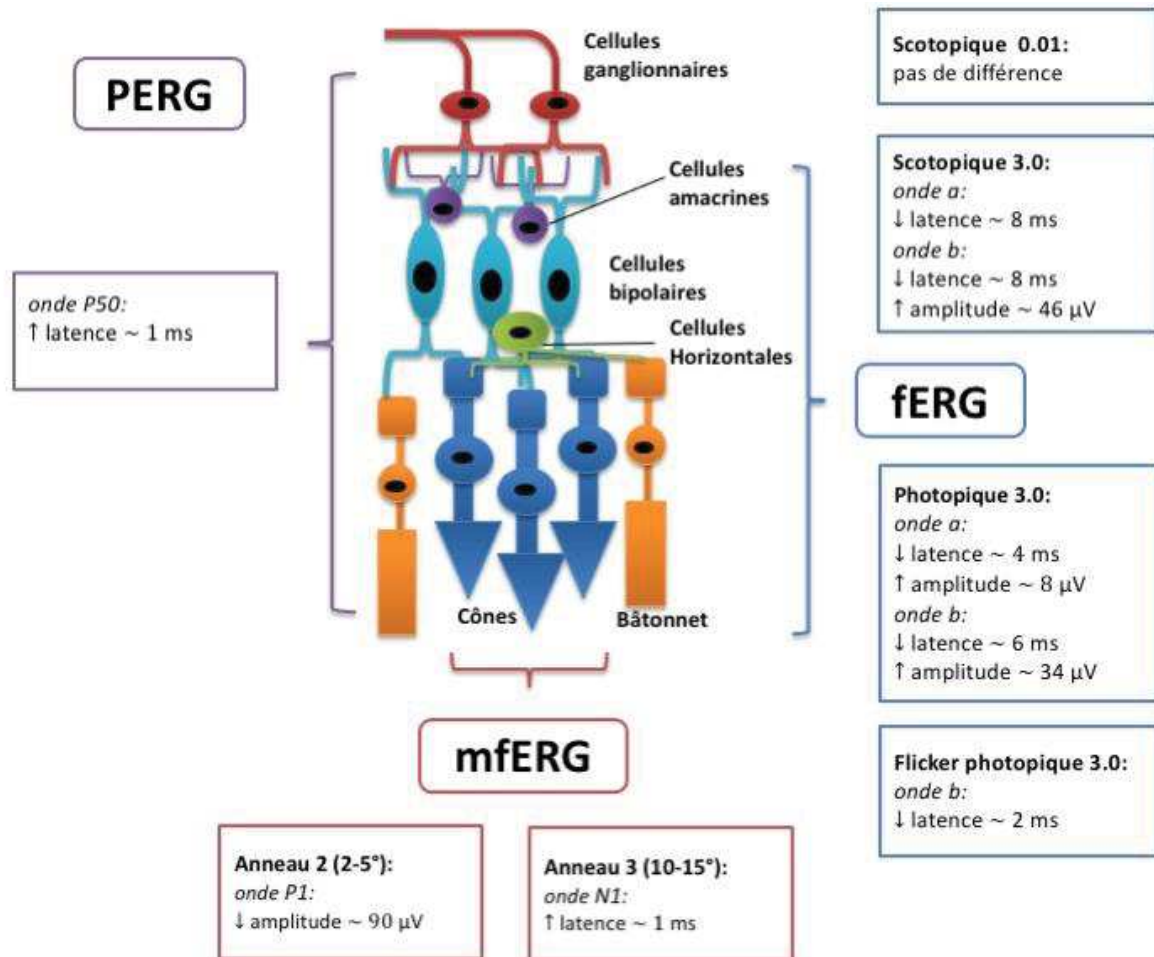 PERG
onde P50:
↑ latence ~ 1 ms
Cellules
ganglionnaires
Cellules
amacrines
Cellules
bipolaires
Cellules
Horizontales
Cônes
Bâtonnet
Scotopique 0.01:
pas de différence
Scotopique 3.0:
onde a:
↓ latence ~ 8 ms
onde b:
↓ latence ~ 8 ms
↑ amplitude ~ 46 µV
fERG
Photopique 3.0:
onde a:
↓ latence ~ 4 ms
↑ amplitude ~ 8 µV
onde b:
↓ latence ~ 6 ms
↑ amplitude ~ 34 µV
Flicker photopique 3.0:
onde b:
↓ latence ~ 2 ms
mfERG
Anneau 2 (2-5°):
onde P1:
↓ amplitude ~ 90 µV
Anneau 3 (10-15°):
onde N1:
↑ latence ~ 1 ms